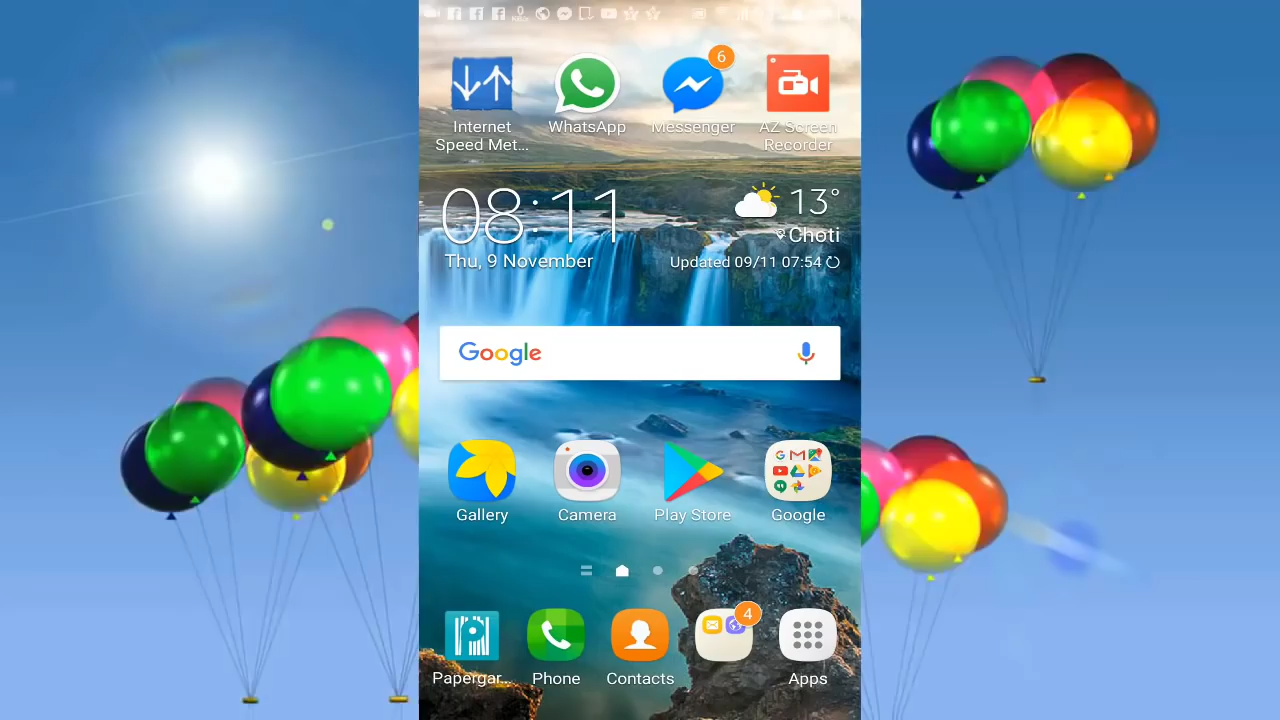 6
Internet
Speed Met...
WhatsApp
Messenger
AZ Screen
Recorder
08:11
13°
Choti
Thu, 9 November
Updated 09/11 07:54
Google
Gallery
Camera
Play Store
Google
4
Papergar...
Phone
Contacts
Apps